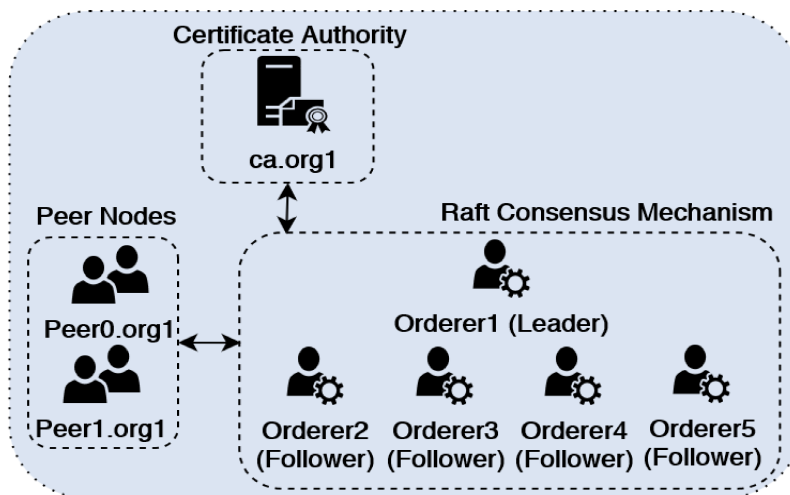 Certificate Authority
ca.org1
Peer Nodes
Peer0.org1
Peer1.org1
Raft Consensus Mechanism
Orderer1 (Leader)
Orderer2
(Follower)
Orderer3
(Follower)
Orderer4
(Follower)
Orderer5
(Follower)